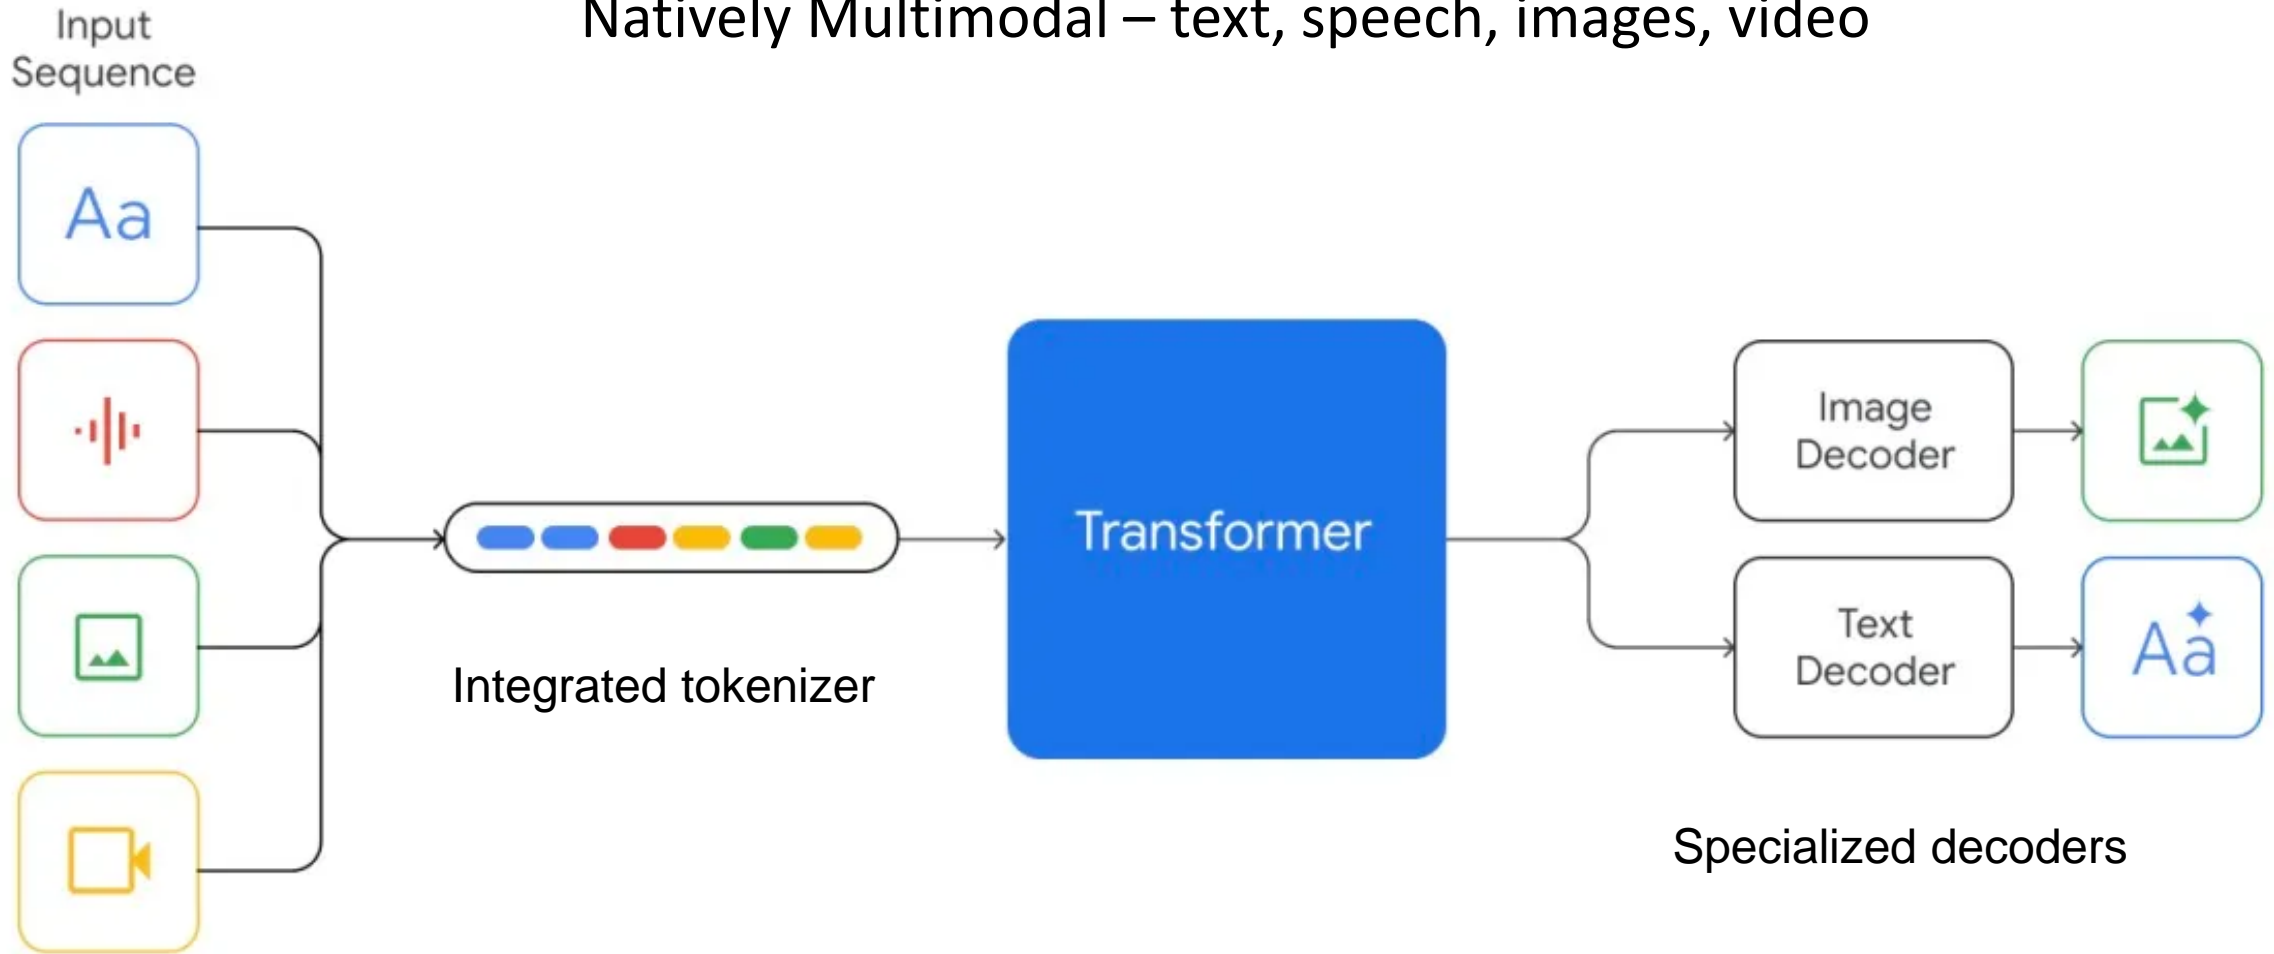 Natively Multimodal – text, speech, images, video
Input
Sequence
Aa
Integrated tokenizer
Transformer
Image
Decoder
Text
Decoder
Aa
Specialized decoders